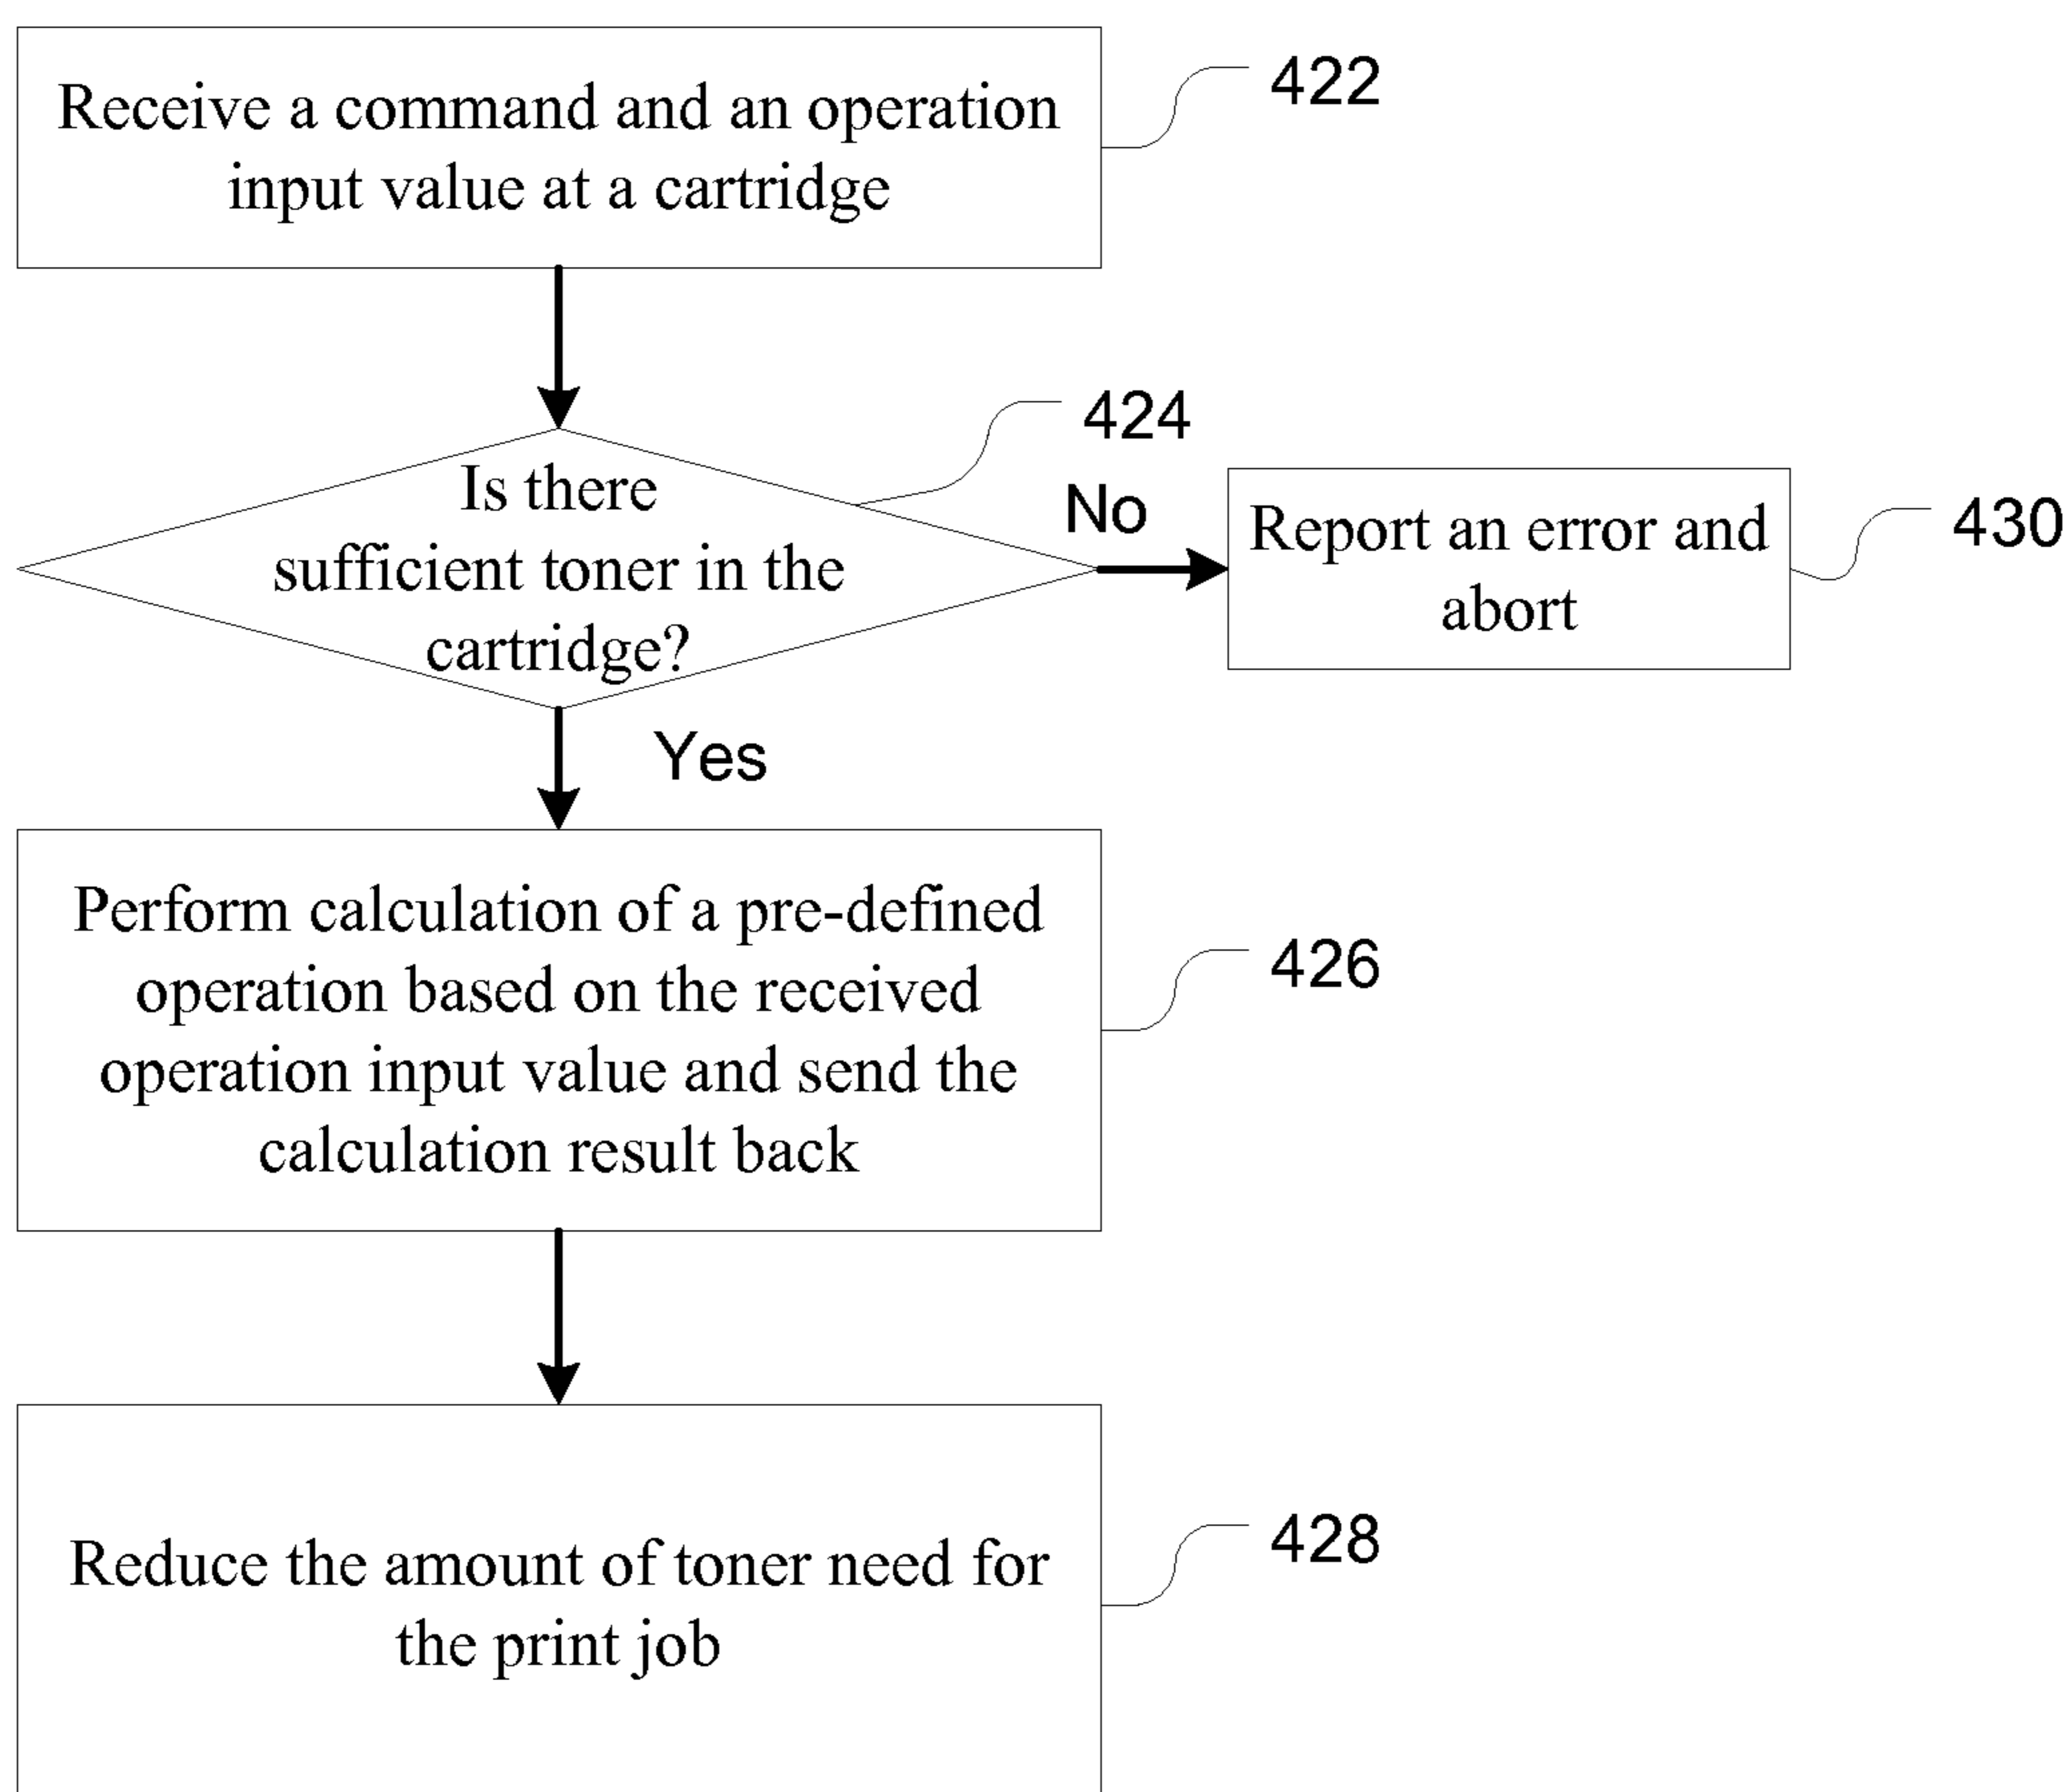 Receive a command and an operation
input value at a cartridge
422
424
Is there
sufficient toner in the
cartridge?
No
Report an error and
abort
430
Yes
Perform calculation of a pre-defined
operation based on the received
operation input value and send the
calculation result back
426
Reduce the amount of toner need for
the print job
428